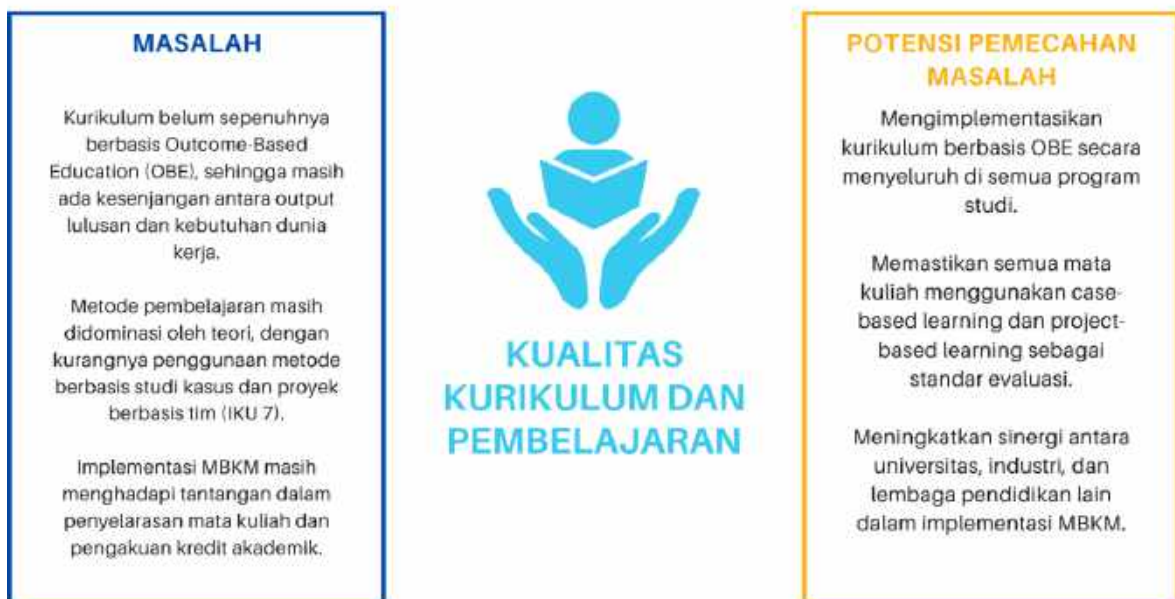 MASALAH
Kurikulum belum sepenuhnya
berbasis Outcome-Based
Education (OBE), sehingga masih
ada kesenjangan antara output
lulusan dan kebutuhan dunia
kerja.
Metode pembelajaran masih
didominasi oleh teori, dengan
kurangnya penggunaan metode
berbasis studi kasus dan proyek
berbasis tim (IKU 7).
Implementasi MBKM masih
menghadapi tantangan dalam
penyelarasan mata kuliah dan
pengakuan kredit akademik.
KUALITAS
KURIKULUM DAN
PEMBELAJARAN
POTENSI PEMECAHAN
MASALAH
Mengimplementasikan
kurikulum berbasis OBE secara
menyeluruh di semua program
studi.
Memastikan semua mata
kuliah menggunakan case-
based learning dan project-
based learning sebagai
standar evaluasi.
Meningkatkan sinergi antara
universitas, industri, dan
lembaga pendidikan lain
dalam implementasi MBKM.